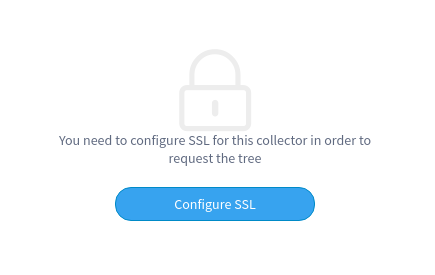 You need to configure SSL for this collector in order to
request the tree
Configure SSL